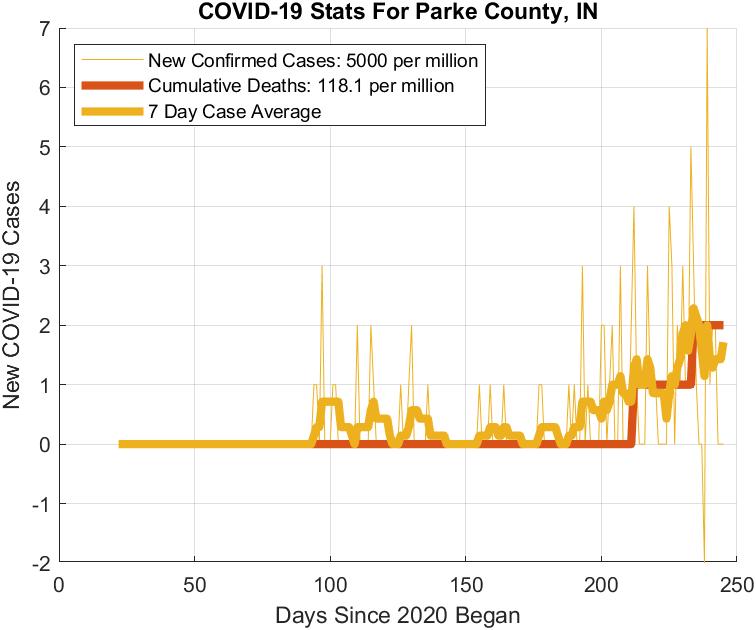 COVID-19 Stats For Parke County, IN
7
6
5
4
3
2
1
0
-1
-2
New COVID-19 Cases
New Confirmed Cases: 5000 per million
Cumulative Deaths: 118.1 per million
7 Day Case Average
0 50 100 150 200 250
Days Since 2020 Began